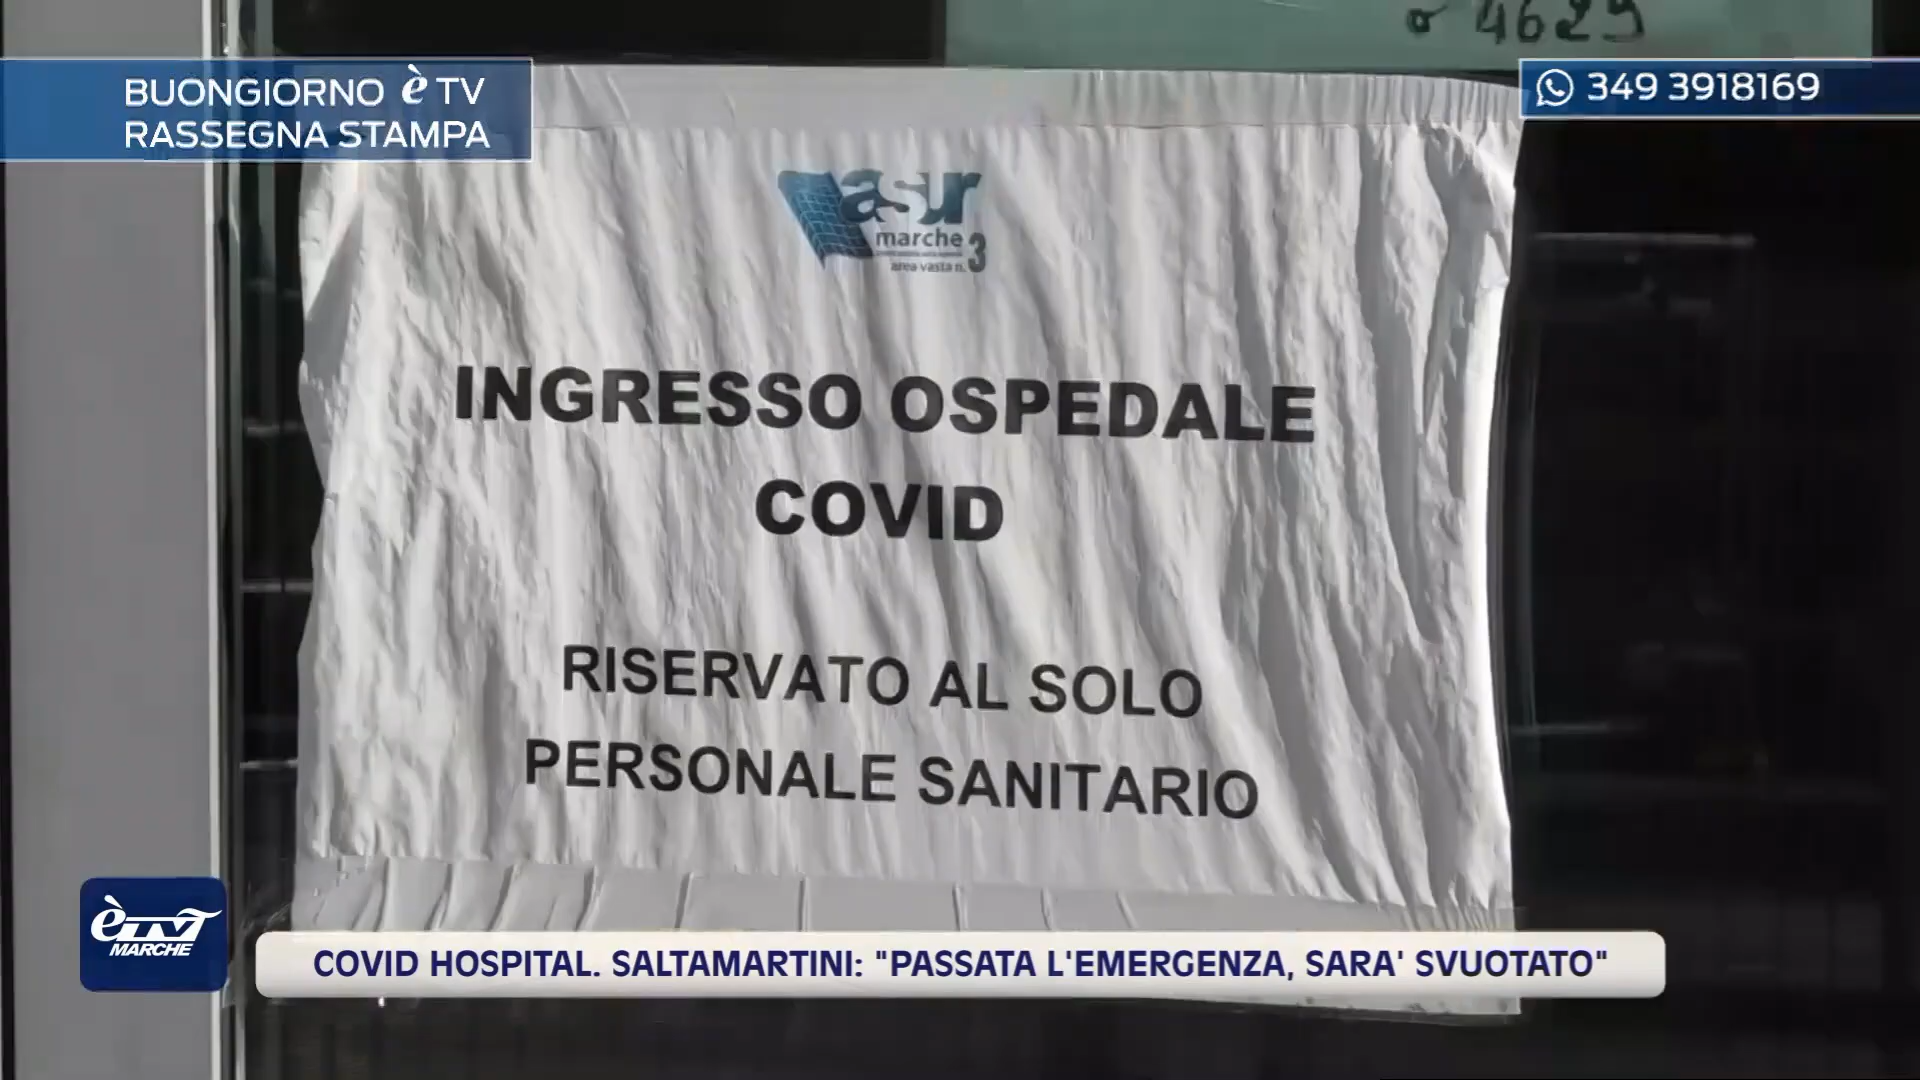 4629
BUONGIORNO è TV
RASSEGNA STAMPA
349 3918169
asur
marche 3
area vasta n.
INGRESSO OSPEDALE
COVID
RISERVATO AL SOLO
PERSONALE SANITARIO
èTV
MARCHE
COVID HOSPITAL. SALTAMARTINI: "PASSATA L'EMERGENZA, SARA' SVUOTATO"